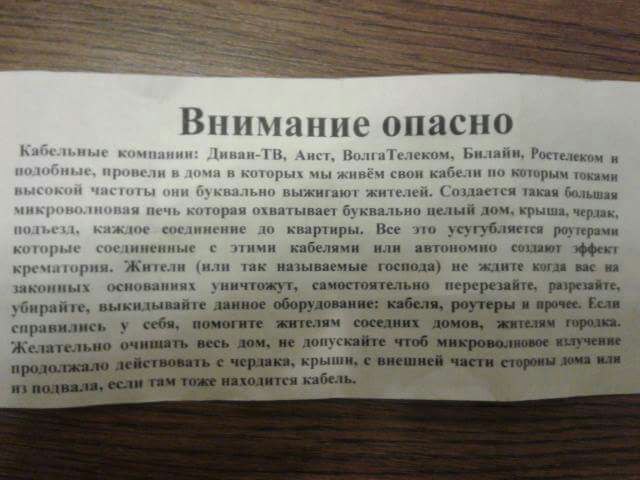 Внимание опасно
Кабельные компании: Диван-ТВ, Аист, ВолгаТелеком, Билайн, Ростелеком и
подобные, провели в дома в которых мы живём свои кабели по которым токами
высокой частоты они буквально выжигают жителей. Создается такая большая
микроволновая печь которая охватывает буквально целый дом, крыша, чердак,
подъезд, каждое соединение до квартиры. Все это усугубляется роутерами
которые соединенные с этими кабелями или автономно создают эффект
крематория. Жители (или так называемые господа) не ждите когда вас на
законных основаниях уничтожут, самостоятельно перерезайте, разрезайте,
убирайте, выкидывайте данное оборудование: кабеля, роутеры и прочее. Если
справились у себя, помогите жителям соседних домов, жителям городка.
Желательно очищать весь дом, не допускайте чтоб микроволновое излучение
продолжало действовать с чердака, крыши, с внешней части стороны дома или
из подвала, если там тоже находится кабель.